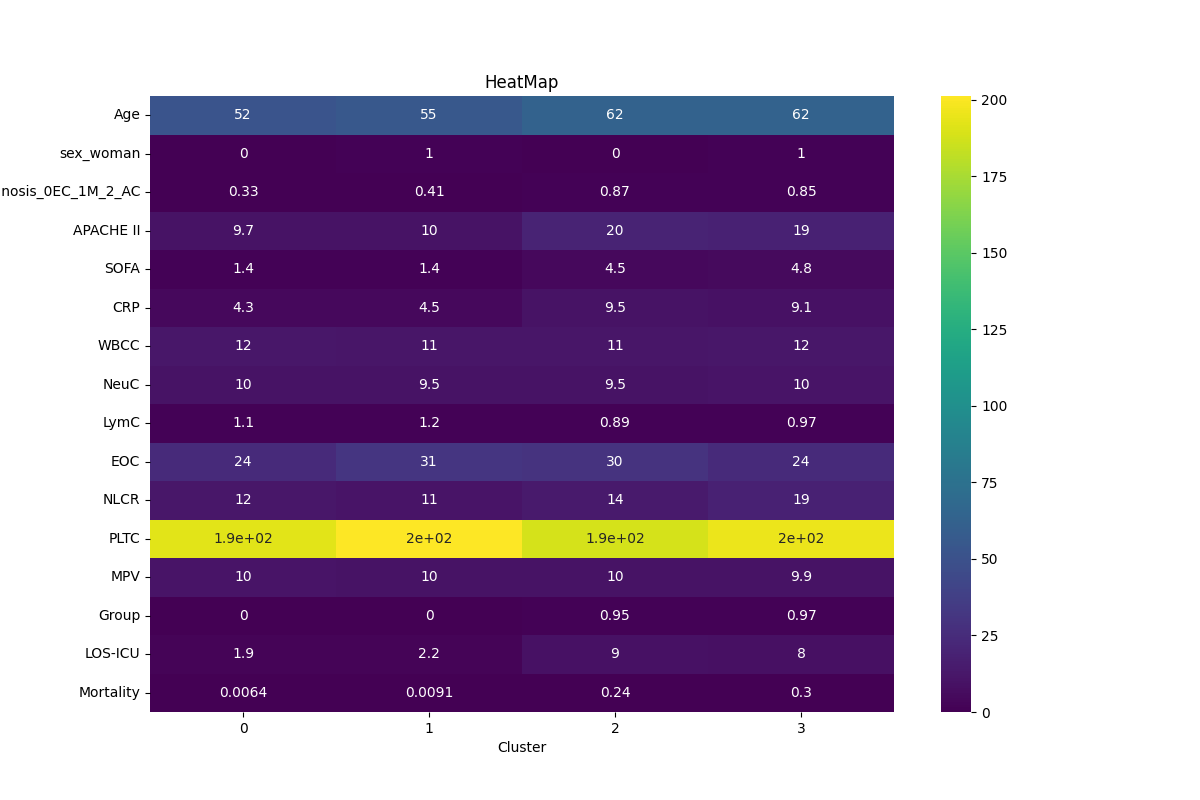 HeatMap
Age 52 55 62 62
sex_woman 0 1 0 1
nosis_0EC_1M_2_AC 0.33 0.41 0.87 0.85
APACHE II 9.7 10 20 19
SOFA 1.4 1.4 4.5 4.8
CRP 4.3 4.5 9.5 9.1
WBCC 12 11 11 12
NeuC 10 9.5 9.5 10
LymC 1.1 1.2 0.89 0.97
EOC 24 31 30 24
NLCR 12 11 14 19
PLTC 1.9e+02 2e+02 1.9e+02 2e+02
MPV 10 10 10 9.9
Group 0 0 0.95 0.97
LOS-ICU 1.9 2.2 9 8
Mortality 0.0064 0.0091 0.24 0.3
0 1 2 3
Cluster
200
175
150
125
100
75
50
25
0